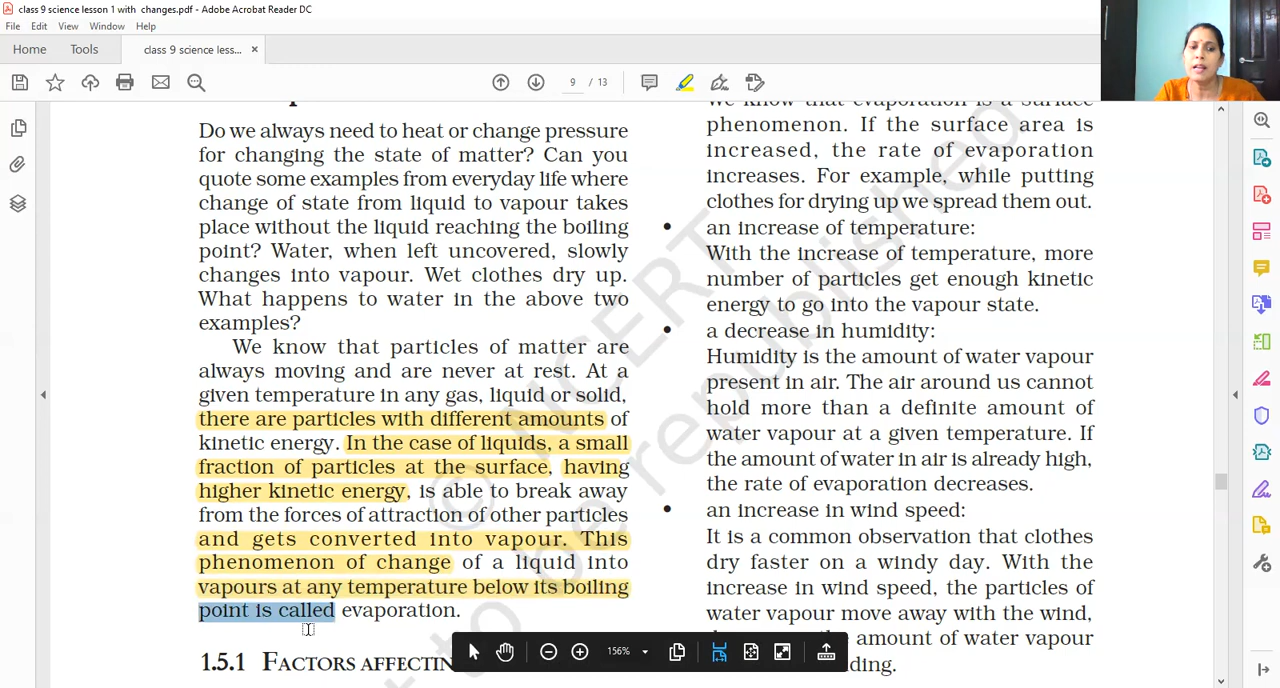 class 9 science lesson 1 with changes.pdf - Adobe Acrobat Reader DC
File Edit View Window Help
Home Tools class 9 science less... ×
9 / 13
Do we always need to heat or change pressure
for changing the state of matter? Can you
quote some examples from everyday life where
change of state from liquid to vapour takes
place without the liquid reaching the boiling
point? Water, when left uncovered, slowly
changes into vapour. Wet clothes dry up.
What happens to water in the above two
examples?
We know that particles of matter are
always moving and are never at rest. At a
given temperature in any gas, liquid or solid,
there are particles with different amounts of
kinetic energy. In the case of liquids, a small
fraction of particles at the surface, having
higher kinetic energy, is able to break away
from the forces of attraction of other particles
and gets converted into vapour. This
phenomenon of change of a liquid into
vapours at any temperature below its boiling
point is called evaporation.
1.5.1 FACTORS AFFECTIN
We know that evaporation is a surface
phenomenon. If the surface area is
increased, the rate of evaporation
increases. For example, while putting
clothes for drying up we spread them out.
• an increase of temperature:
With the increase of temperature, more
number of particles get enough kinetic
energy to go into the vapour state.
• a decrease in humidity:
Humidity is the amount of water vapour
present in air. The air around us cannot
hold more than a definite amount of
water vapour at a given temperature. If
the amount of water in air is already high,
the rate of evaporation decreases.
• an increase in wind speed:
It is a common observation that clothes
dry faster on a windy day. With the
increase in wind speed, the particles of
water vapour move away with the wind,
amount of water vapour
ding.
156%
© NCERT
to be republished